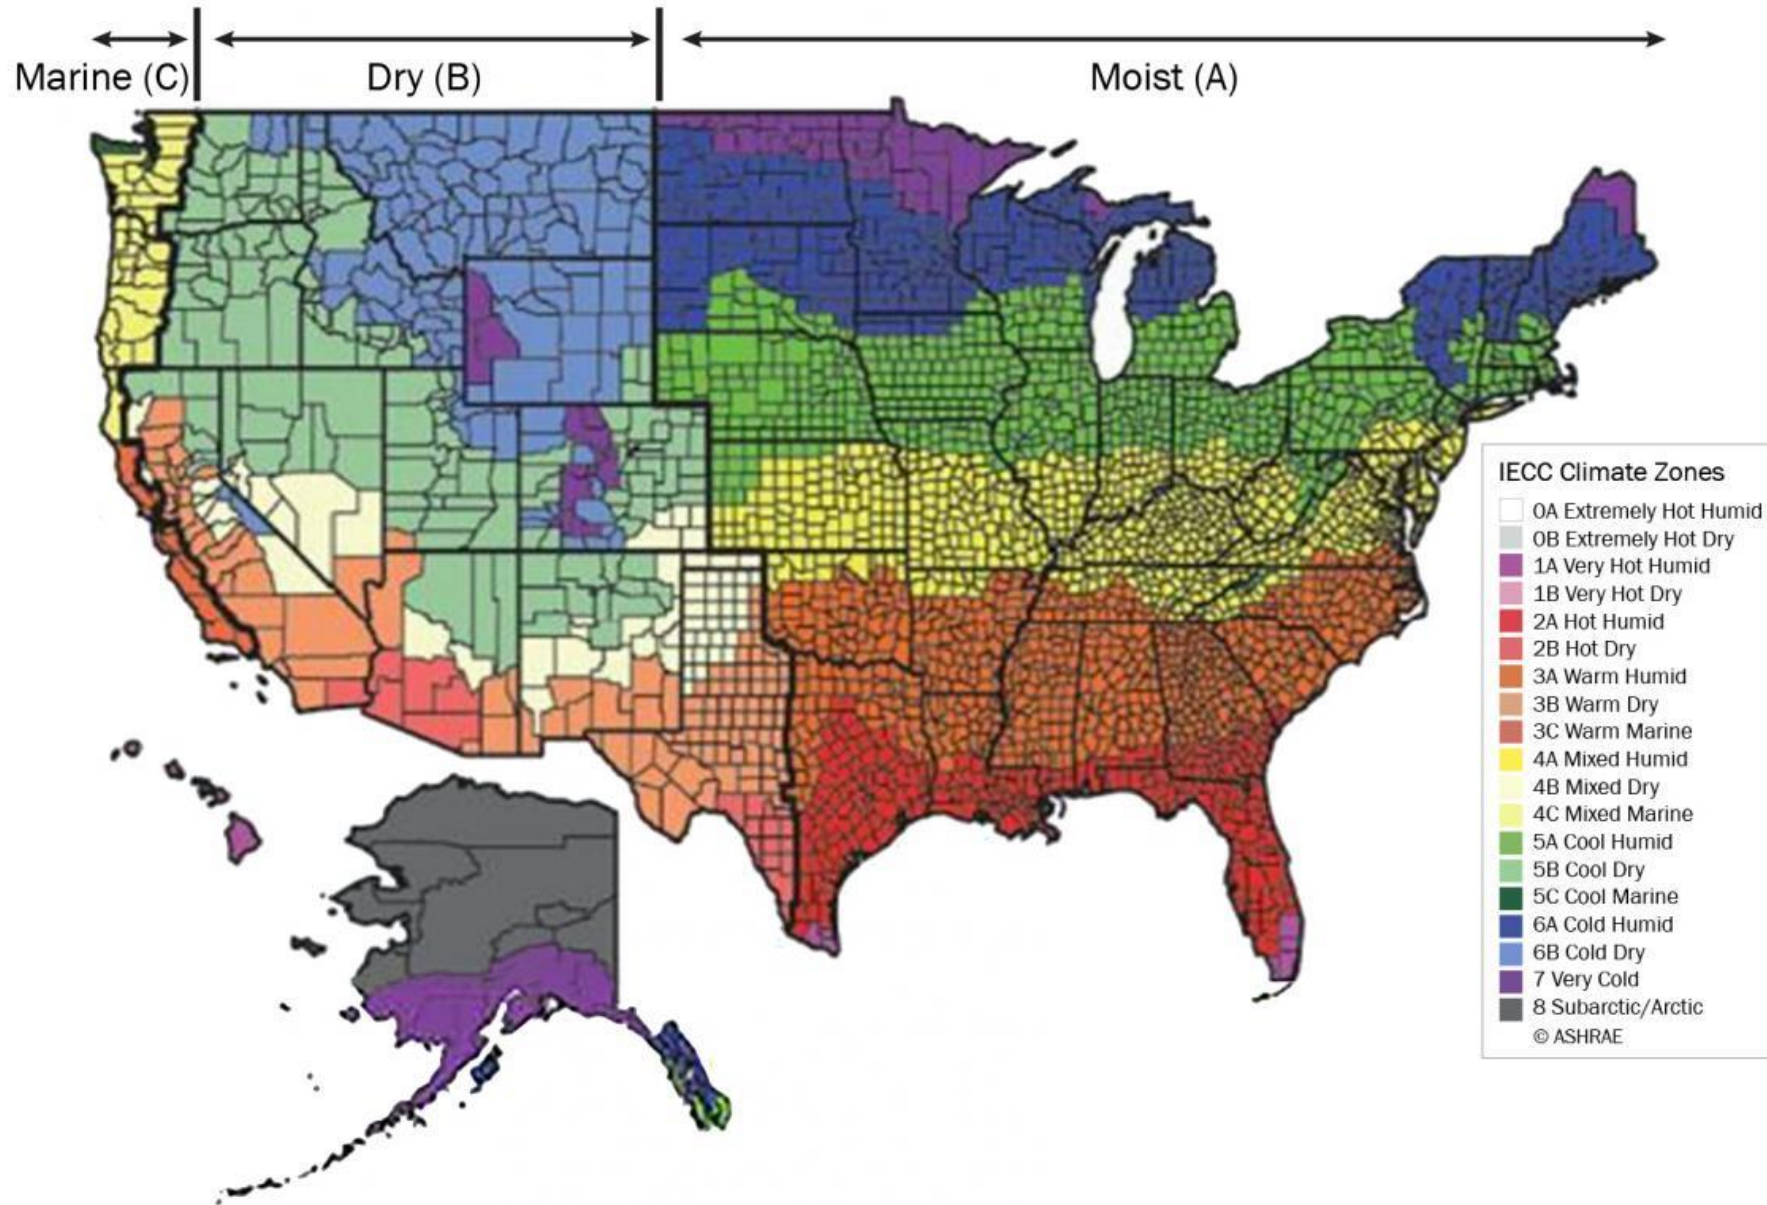 Marine (C)
Dry (B)
Moist (A)
IECC Climate Zones
0A Extremely Hot Humid
0B Extremely Hot Dry
1A Very Hot Humid
1B Very Hot Dry
2A Hot Humid
2B Hot Dry
3A Warm Humid
3B Warm Dry
3C Warm Marine
4A Mixed Humid
4B Mixed Dry
4C Mixed Marine
5A Cool Humid
5B Cool Dry
5C Cool Marine
6A Cold Humid
6B Cold Dry
7 Very Cold
8 Subarctic/Arctic
© ASHRAE